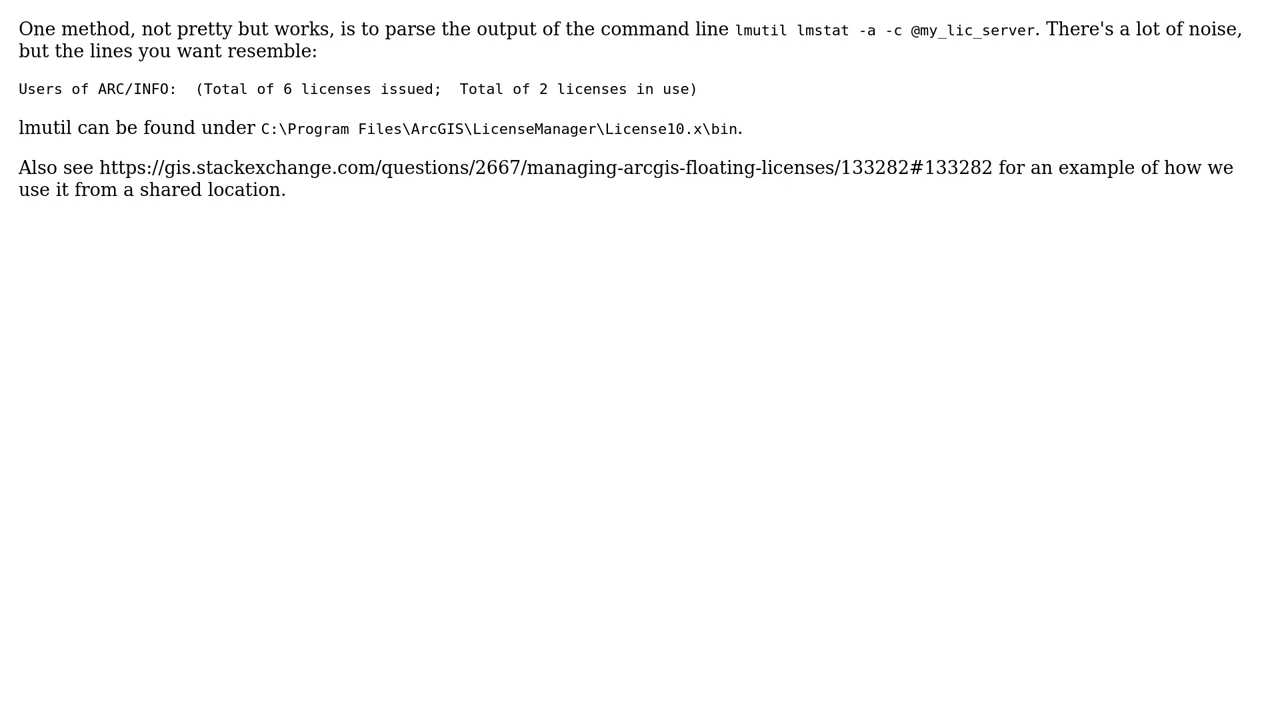 One method, not pretty but works, is to parse the output of the command line lmutil lmstat -a -c @my_lic_server. There's a lot of noise,
but the lines you want resemble:
Users of ARC/INFO:  (Total of 6 licenses issued;  Total of 2 licenses in use)
lmutil can be found under C:\Program Files\ArcGIS\LicenseManager\License10.x\bin.
Also see https://gis.stackexchange.com/questions/2667/managing-arcgis-floating-licenses/133282#133282 for an example of how we
use it from a shared location.